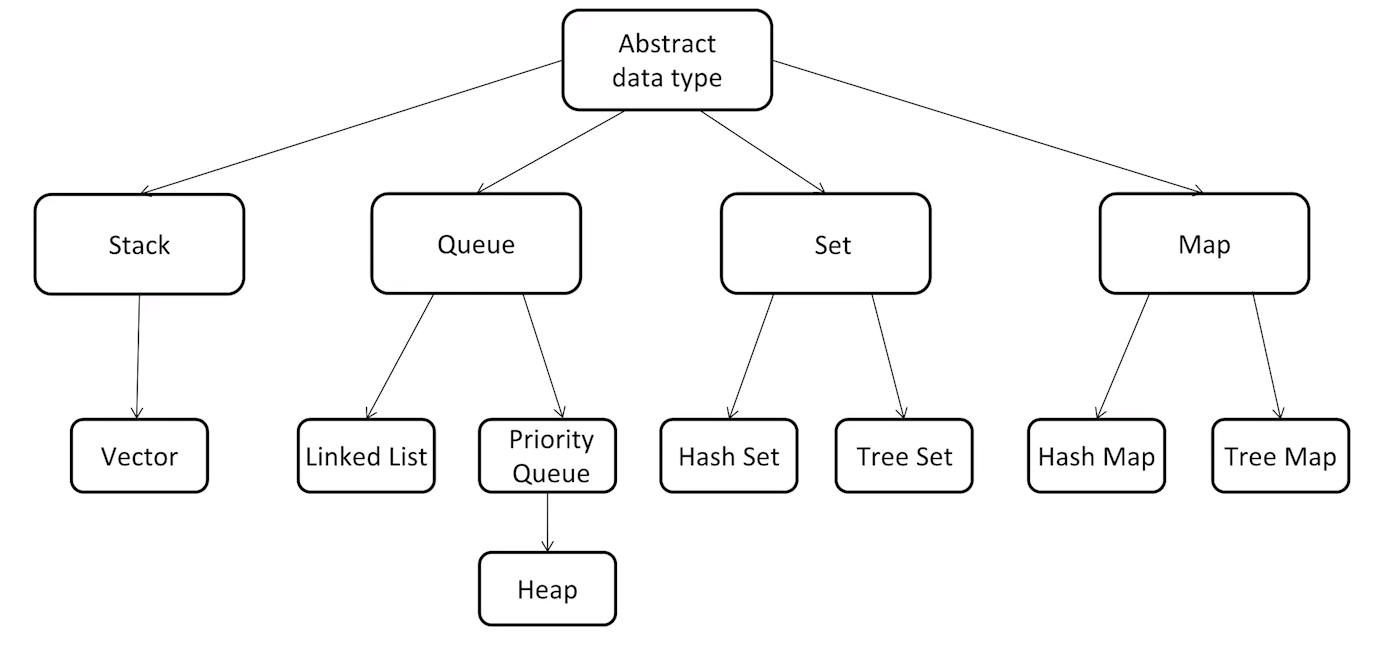 Abstract
data type
Stack
Queue
Set
Map
Vector
Linked List
Priority
Queue
Hash Set
Tree Set
Hash Map
Tree Map
Heap